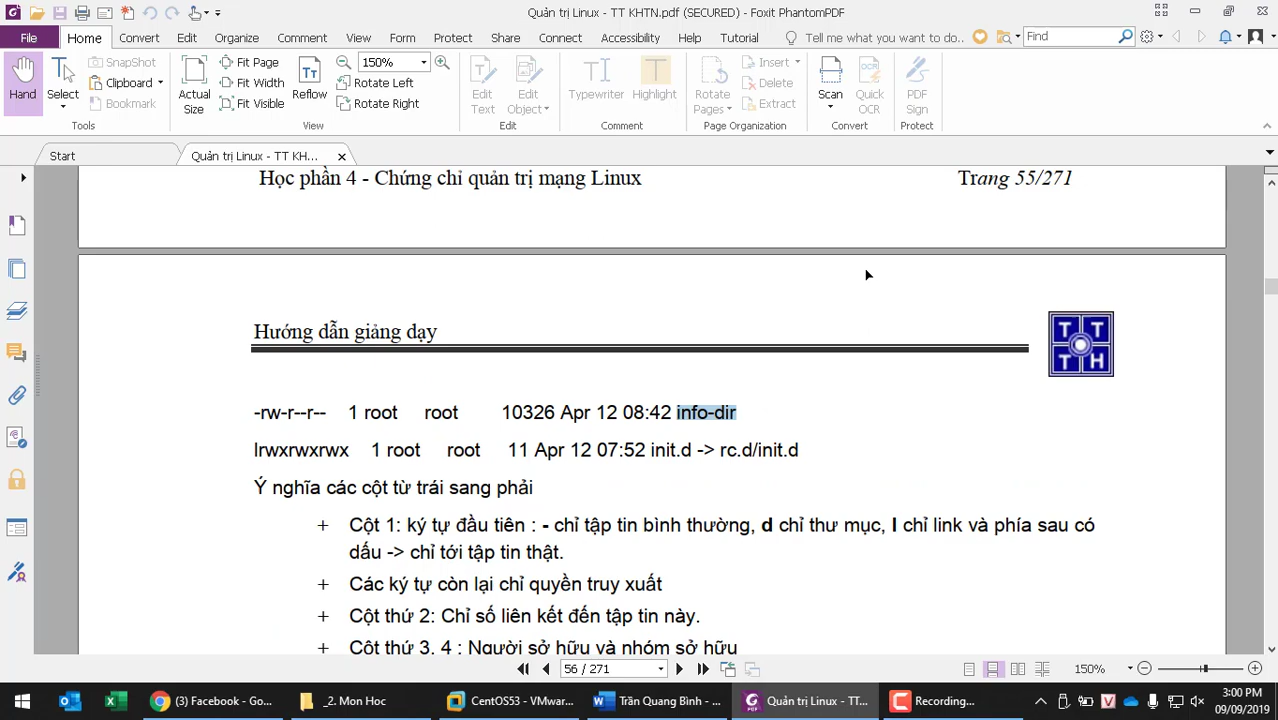 Quản trị Linux - TT KHTN.pdf (SECURED) - Foxit PhantomPDF
File Home Convert Edit Organize Comment View Form Protect Share Connect Accessibility Help Tutorial Tell me what you want to do.. Find
Hand
Select
SnapShot
Clipboard
Bookmark
Actual Size
Fit Page
Fit Width
Fit Visible
Reflow
150%
Rotate Left
Rotate Right
Edit Text
Edit Object
Typewriter
Highlight
Rotate Pages
Insert
Delete
Extract
Scan
Quick OCR
PDF Sign
Tools View Edit Comment Page Organization Convert Protect
Start Quản trị Linux - TT KH...
Học phần 4 - Chứng chỉ quản trị mạng Linux Trang 55/271
Hướng dẫn giảng dạy
T T
T H
-rw-r--r-- 1 root root 10326 Apr 12 08:42 info-dir
lrwxrwxrwx 1 root root 11 Apr 12 07:52 init.d -> rc.d/init.d
Ý nghĩa các cột từ trái sang phải
+ Cột 1: ký tự đầu tiên : - chỉ tập tin bình thường, d chỉ thư mục, l chỉ link và phía sau có
dấu -> chỉ tới tập tin thật.
+ Các ký tự còn lại chỉ quyền truy xuất
+ Cột thứ 2: Chỉ số liên kết đến tập tin này.
+ Cột thứ 3, 4 : Người sở hữu và nhóm sở hữu
56 / 271 150%
(3) Facebook - Go... _2. Mon Hoc CentOS53 - VMwar... Trần Quang Bình - ... Quản trị Linux - TT... Recording...
3:00 PM
09/09/2019